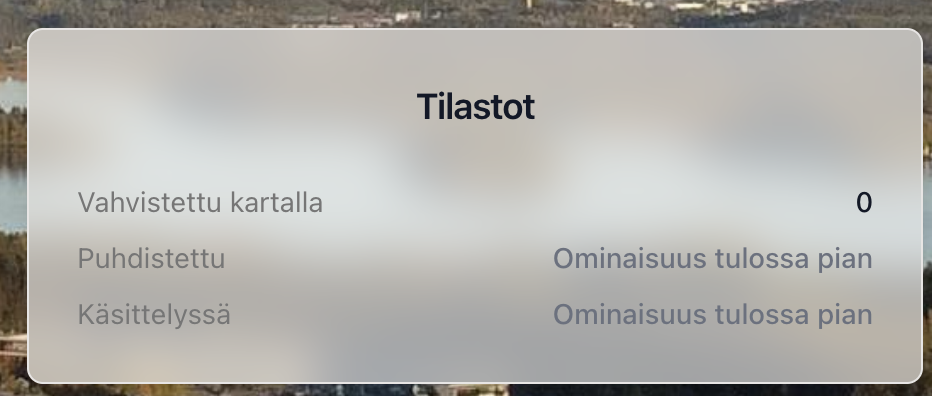 Tilastot
Vahvistettu kartalla 0
Puhdistettu Ominaisuus tulossa pian
Käsittelyssä Ominaisuus tulossa pian